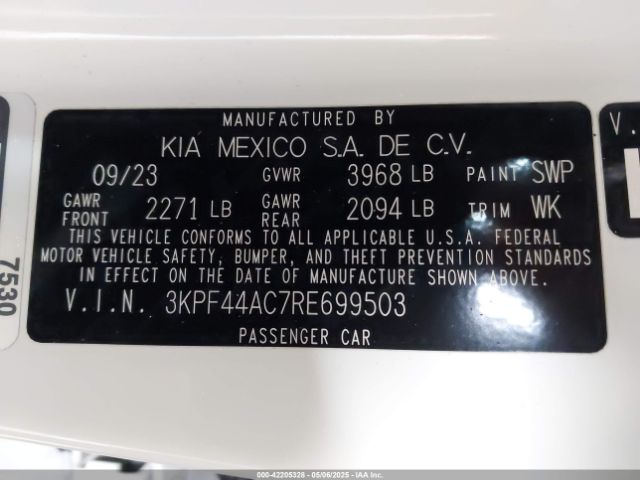 MANUFACTURED BY
KIA MEXICO S.A. DE C.V.
09/23 GVWR 3968 LB PAINT SWP
GAWR FRONT 2271 LB GAWR REAR 2094 LB TRIM WK
THIS VEHICLE CONFORMS TO ALL APPLICABLE U.S.A. FEDERAL
MOTOR VEHICLE SAFETY, BUMPER, AND THEFT PREVENTION STANDARDS
IN EFFECT ON THE DATE OF MANUFACTURE SHOWN ABOVE.
V.I.N. 3KPF44AC7RE699503
PASSENGER CAR
7530
V.
000-42205328 - 05/06/2025 - IAA Inc.